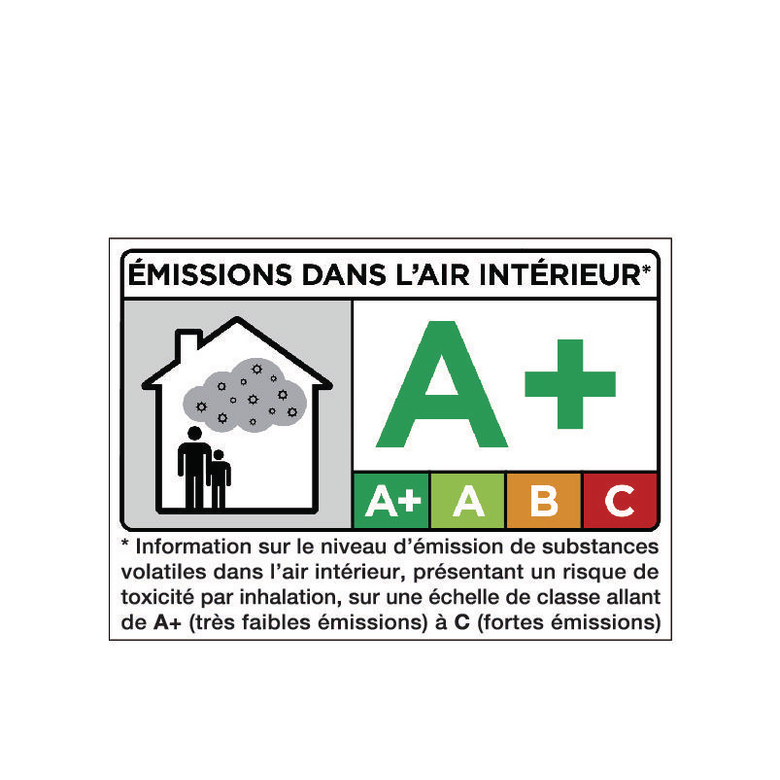 ÉMISSIONS DANS L’AIR INTÉRIEUR*
A+
A+ A B C
* Information sur le niveau d’émission de substances
volatiles dans l’air intérieur, présentant un risque de
toxicité par inhalation, sur une échelle de classe allant
de A+ (très faibles émissions) à C (fortes émissions)